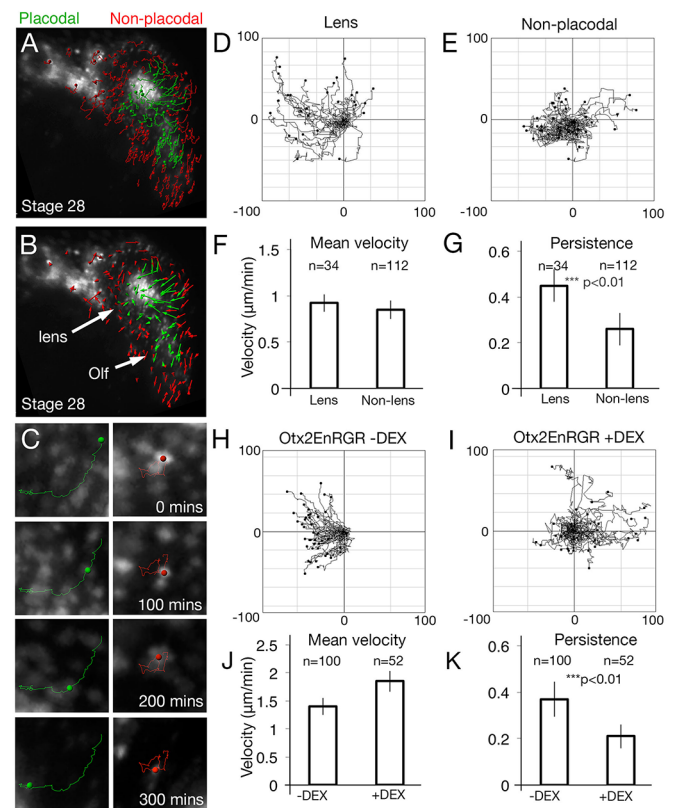 Placodal Non-placodal
A
Stage 28
B
lens
Olf
Stage 28
C
0 mins
100 mins
200 mins
300 mins
D Lens
100
0
-100 0 100
E Non-placodal
100
0
-100 0 100
F Mean velocity
n=34 n=112
Velocity (µm/min)
1.5
1
0.5
0
Lens Non-lens
G Persistence
n=34 n=112
*** p<0.01
0.6
0.4
0.2
0
Lens Non-lens
H Otx2EnRGR -DEX
100
0
-100 0 100
I Otx2EnRGR +DEX
100
0
-100 0 100
J Mean velocity
n=100 n=52
Velocity (µm/min)
2.5
2
1.5
1
0.5
0
-DEX +DEX
K Persistence
n=100 n=52
***p<0.01
0.6
0.4
0.2
0
-DEX +DEX